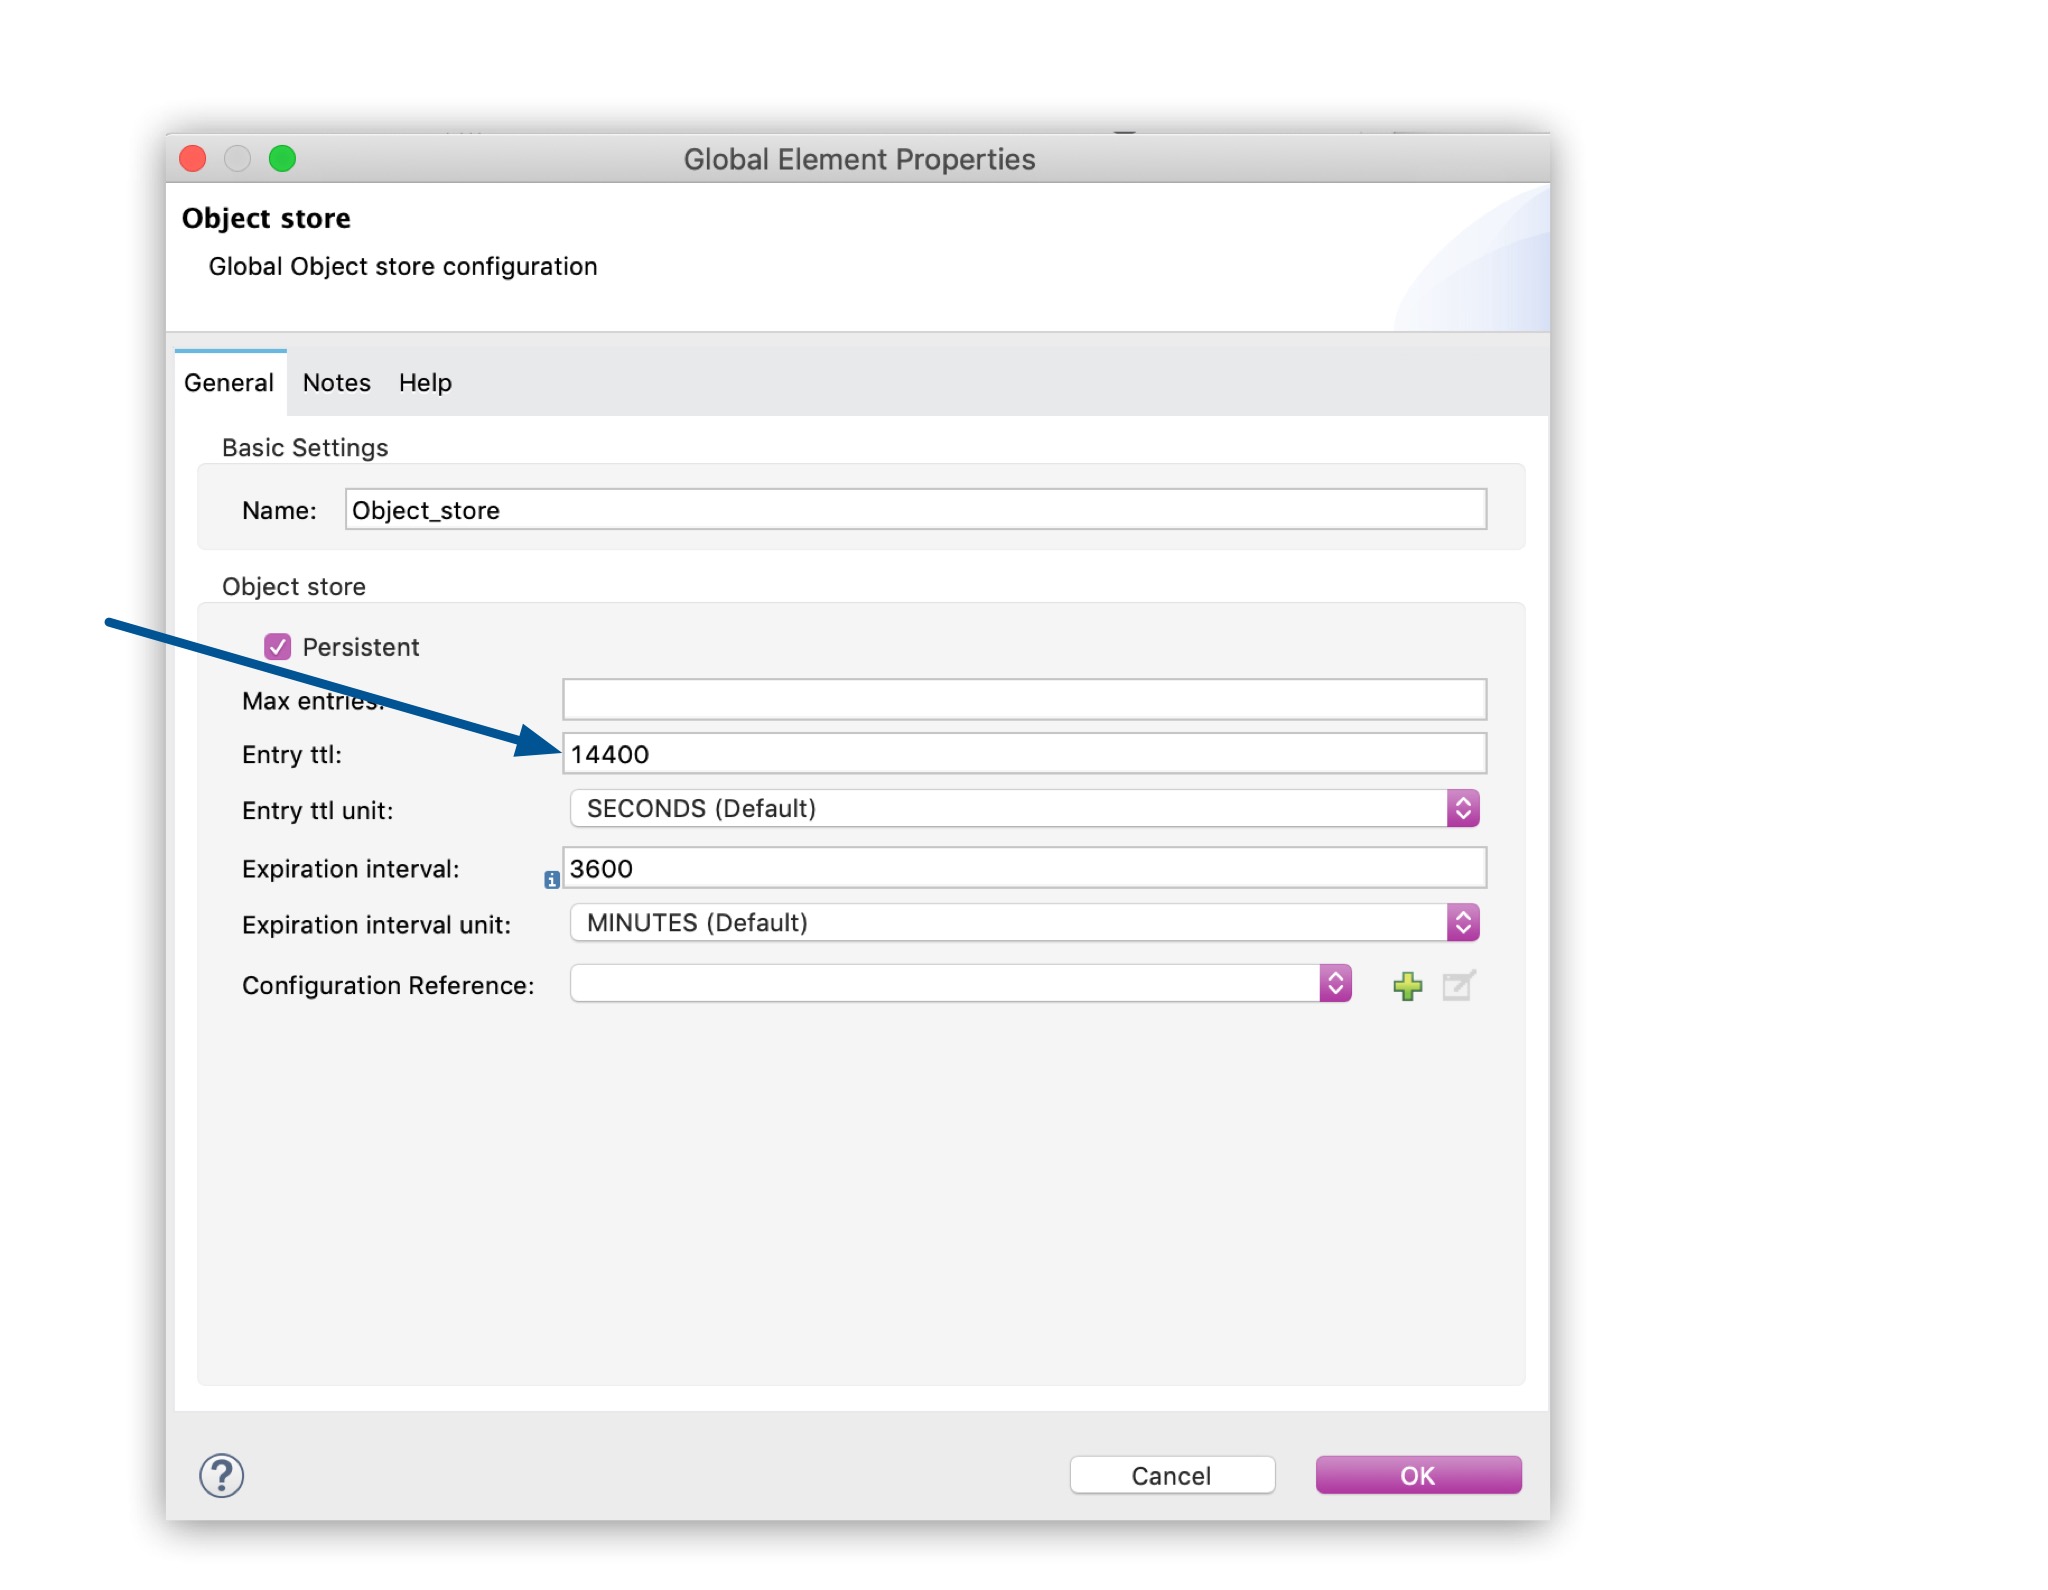 Global Element Properties
Object store
Global Object store configuration
General Notes Help
Basic Settings
Name: Object_store
Object store
Persistent
Max entries:
Entry ttl: 14400
Entry ttl unit: SECONDS (Default)
Expiration interval: 3600
Expiration interval unit: MINUTES (Default)
Configuration Reference:
? Cancel OK